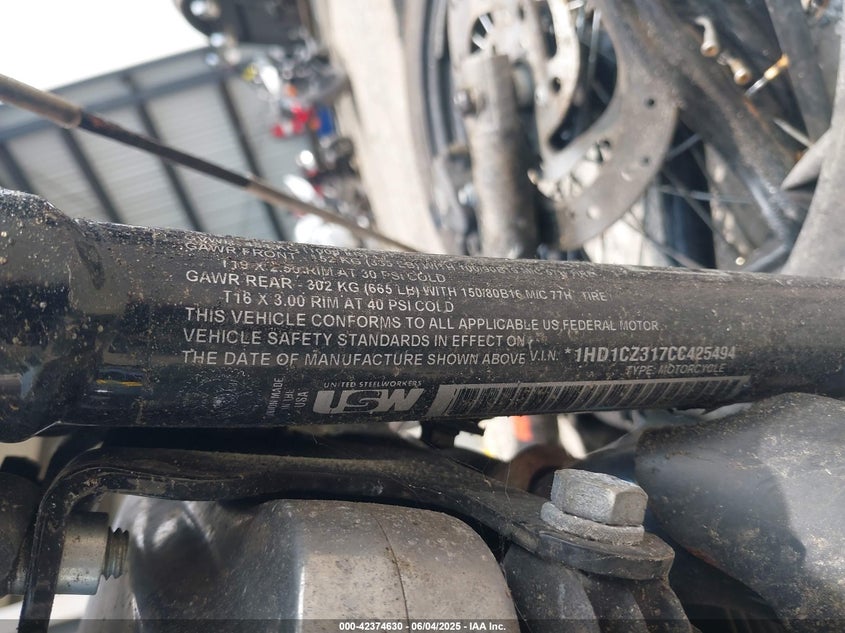 GAWR FRONT
T19 X 2.50 RIM AT 30 PSI COLD
GAWR REAR - 302 KG (665 LB) WITH 150/80B16 M/C 77H TIRE
T16 X 3.00 RIM AT 40 PSI COLD
THIS VEHICLE CONFORMS TO ALL APPLICABLE US FEDERAL MOTOR
VEHICLE SAFETY STANDARDS IN EFFECT ON
THE DATE OF MANUFACTURE SHOWN ABOVE V.I.N. *1HD1CZ317CC425494
TYPE: MOTORCYCLE
MADE
IN THE
USA
UNITED STEELWORKERS
USW
000-42374630 - 06/04/2025 - IAA Inc.